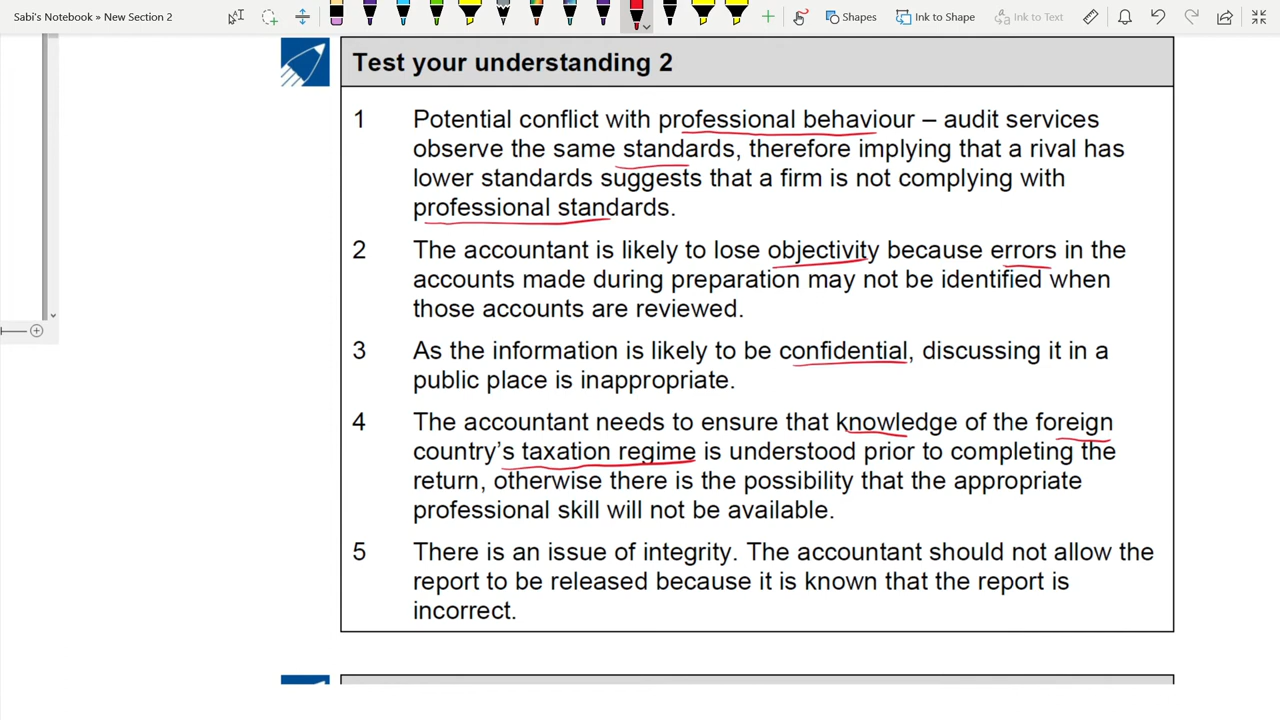 Sabi's Notebook » New Section 2
Shapes
Ink to Shape
Ink to Text
Test your understanding 2
1 Potential conflict with professional behaviour – audit services
observe the same standards, therefore implying that a rival has
lower standards suggests that a firm is not complying with
professional standards.
2 The accountant is likely to lose objectivity because errors in the
accounts made during preparation may not be identified when
those accounts are reviewed.
3 As the information is likely to be confidential, discussing it in a
public place is inappropriate.
4 The accountant needs to ensure that knowledge of the foreign
country's taxation regime is understood prior to completing the
return, otherwise there is the possibility that the appropriate
professional skill will not be available.
5 There is an issue of integrity. The accountant should not allow the
report to be released because it is known that the report is
incorrect.